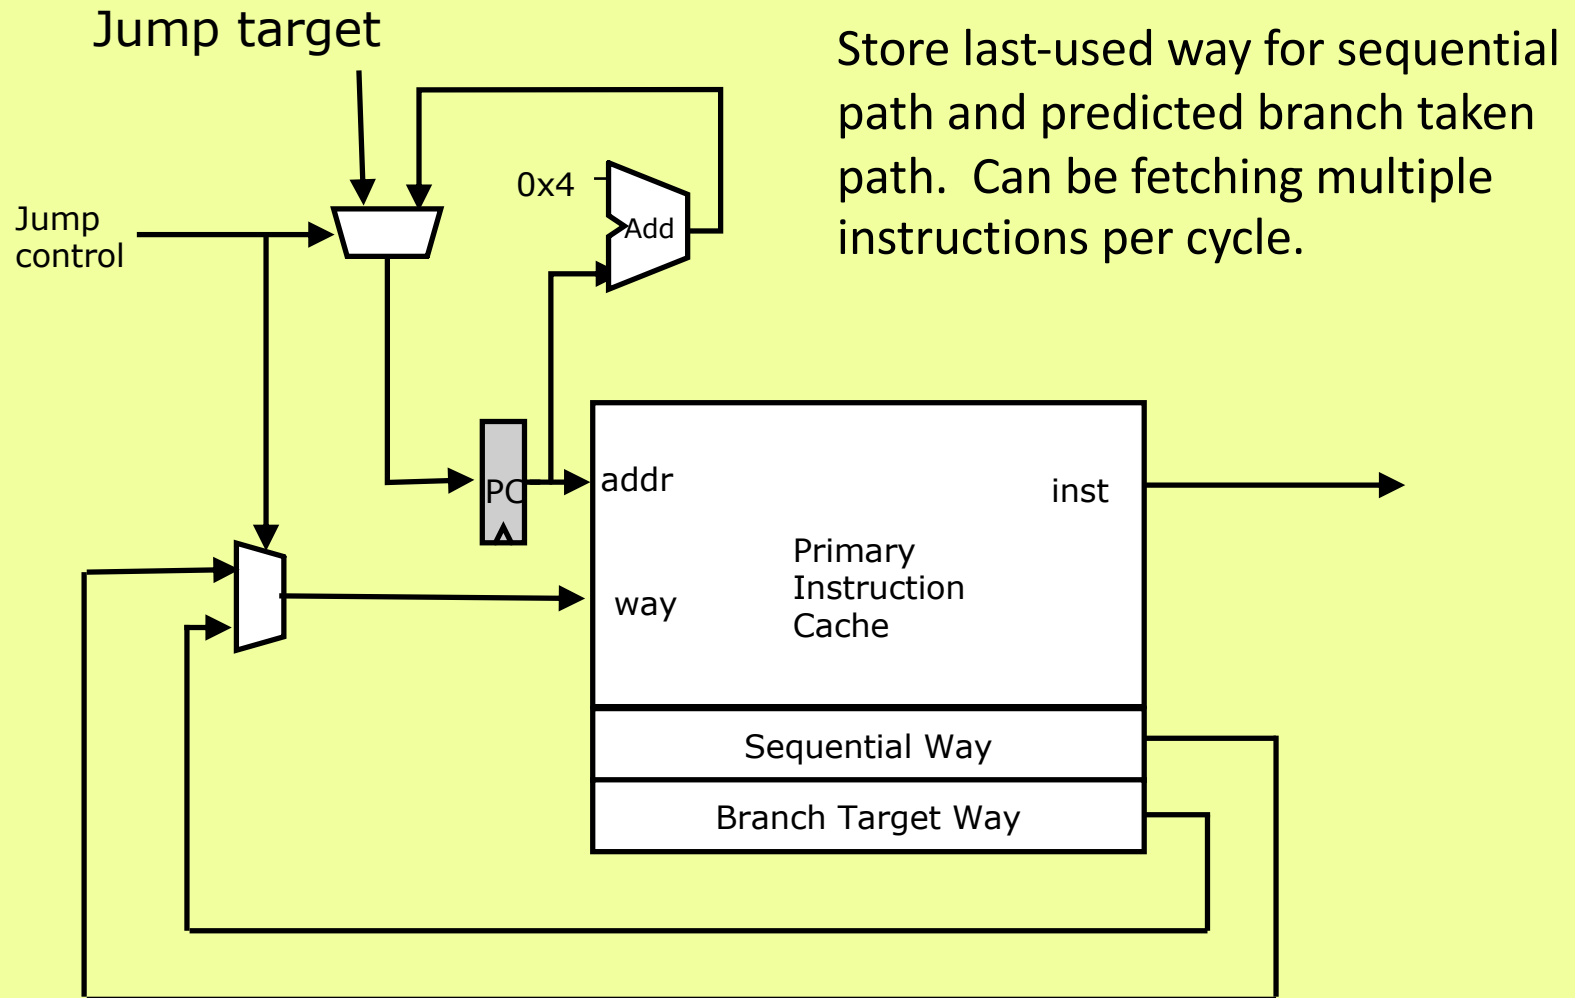 Jump target
Store last-used way for sequential
path and predicted branch taken
path. Can be fetching multiple
instructions per cycle.
0x4
Add
Jump
control
PC
addr
inst
Primary
Instruction
Cache
way
Sequential Way
Branch Target Way